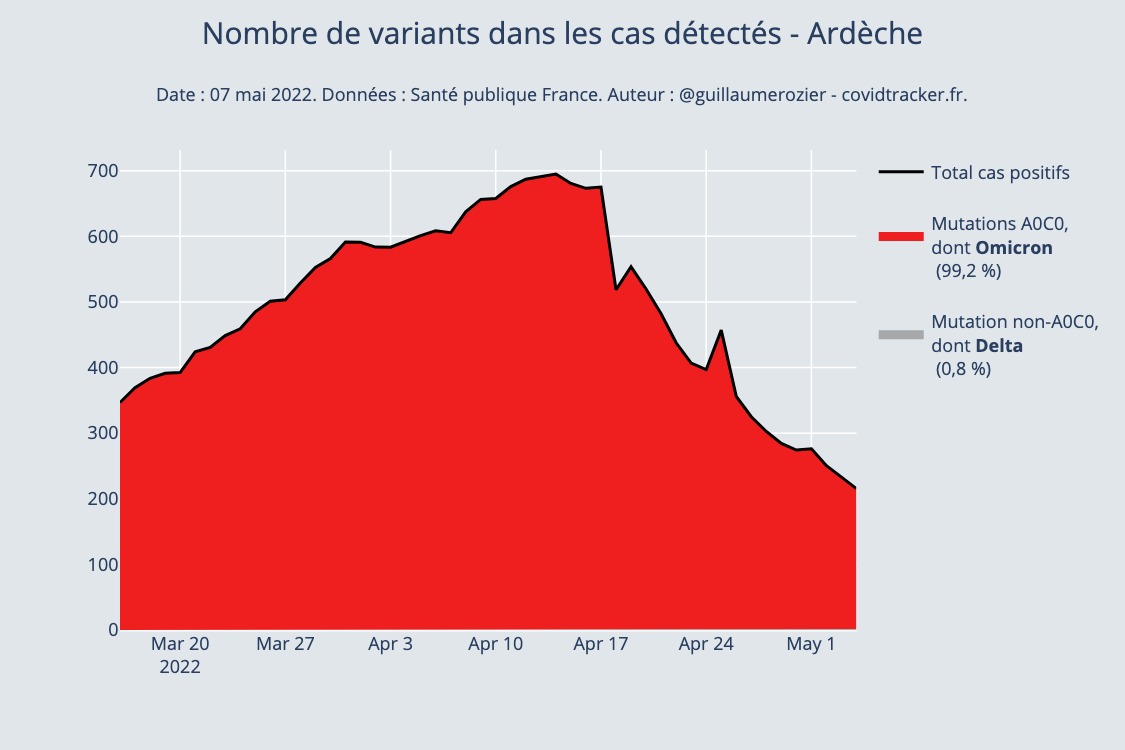 Nombre de variants dans les cas détectés - Ardèche
Date : 07 mai 2022. Données : Santé publique France. Auteur : @guillaumerozier - covidtracker.fr.
700
600
500
400
300
200
100
0
Mar 20
2022
Mar 27
Apr 3
Apr 10
Apr 17
Apr 24
May 1
Total cas positifs
Mutations A0C0,
dont Omicron
(99,2 %)
Mutation non-A0C0,
dont Delta
(0,8 %)